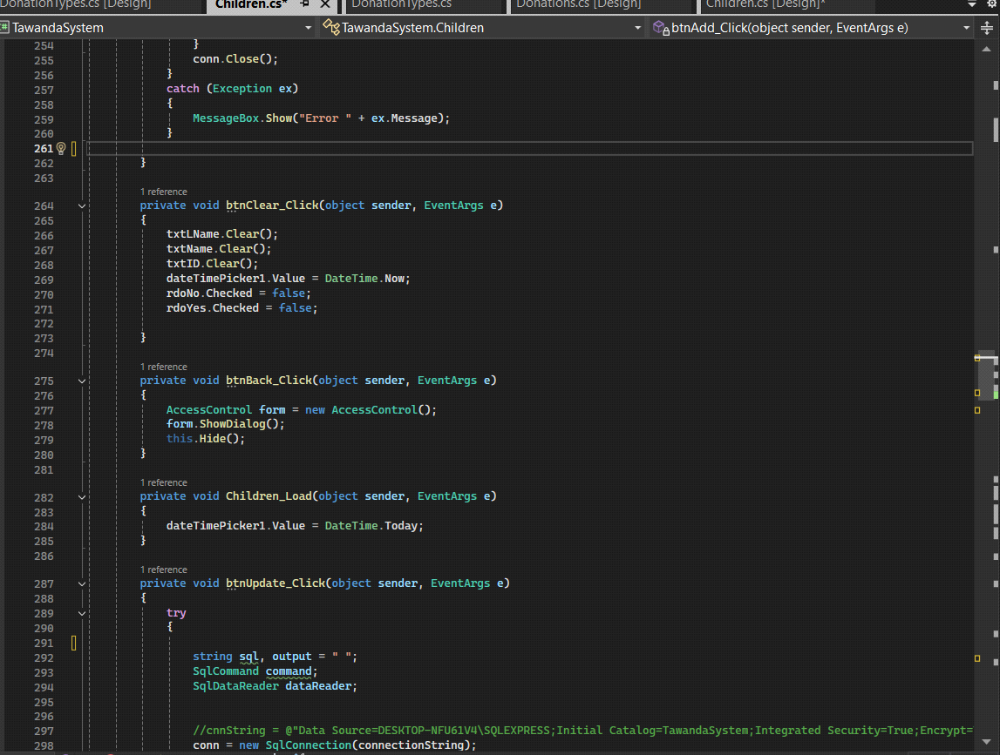 DonationTypes.cs [Design]
Children.cs*
DonationTypes.cs
Donations.cs [Design]
Children.cs [Design]*
TawandaSystem
TawandaSystem.Children
btnAdd_Click(object sender, EventArgs e)
254 }
255 conn.Close();
256 }
257 catch (Exception ex)
258 {
259 MessageBox.Show("Error " + ex.Message);
260 }
261
262 }
263
1 reference
264 private void btnClear_Click(object sender, EventArgs e)
265 {
266 txtLName.Clear();
267 txtName.Clear();
268 txtID.Clear();
269 dateTimePicker1.Value = DateTime.Now;
270 rdoNo.Checked = false;
271 rdoYes.Checked = false;
272
273 }
274
1 reference
275 private void btnBack_Click(object sender, EventArgs e)
276 {
277 AccessControl form = new AccessControl();
278 form.ShowDialog();
279 this.Hide();
280 }
281
1 reference
282 private void Children_Load(object sender, EventArgs e)
283 {
284 dateTimePicker1.Value = DateTime.Today;
285 }
286
1 reference
287 private void btnUpdate_Click(object sender, EventArgs e)
288 {
289 try
290 {
291
292 string sql, output = " ";
293 SqlCommand command;
294 SqlDataReader dataReader;
295
296
297 //cnnString = @"Data Source=DESKTOP-NFU61V4\SQLEXPRESS;Initial Catalog=TawandaSystem;Integrated Security=True;Encrypt=
298 conn = new SqlConnection(connectionString);